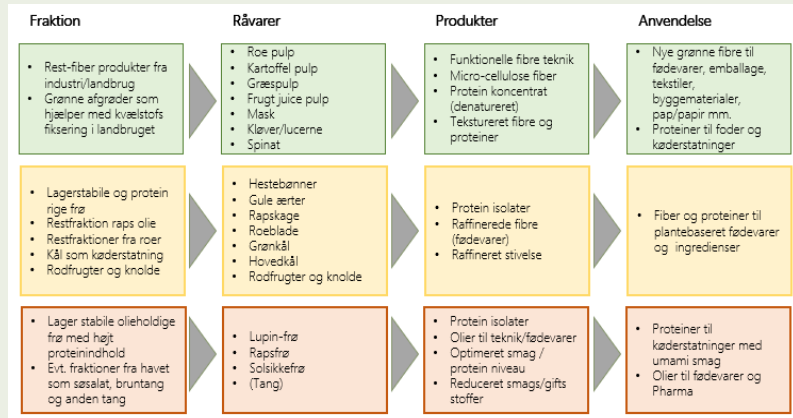 Fraktion
Råvarer
Produkter
Anvendelse
• Rest-fiber produkter fra
industri/landbrug
• Grønne afgrøder som
hjælper med kvælstofs
fiksering i landbruget
• Roe pulp
• Kartoffel pulp
• Græspulp
• Frugt juice pulp
• Mask
• Kløver/lucerne
• Spinat
• Funktionelle fibre teknik
• Micro-cellulose fiber
• Protein koncentrat
(denatureret)
• Tekstureret fibre og
proteiner
• Nye grønne fibre til
fødevarer, emballage,
tekstiler,
byggematerialer,
pap/papir mm.
• Proteiner til foder og
køderstatninger
• Lagerstabile og protein
rige frø
• Restfraktion raps olie
• Restfraktioner fra roer
• Kål som køderstatning
• Rodfrugter og knolde
• Hestebønner
• Gule ærter
• Rapskage
• Roeblade
• Grønkål
• Hovedkål
• Rodfrugter og knolde
• Protein isolater
• Raffinerede fibre
(fødevarer)
• Raffineret stivelse
• Fiber og proteiner til
plantebaseret fødevarer
og ingredienser
• Lager stabile olieholdige
frø med højt
proteinindhold
• Evt. fraktioner fra havet
som søsalat, bruntang
og anden tang
• Lupin-frø
• Rapsfrø
• Solsikkefrø
• (Tang)
• Protein isolater
• Olier til teknik/fødevarer
• Optimeret smag /
protein niveau
• Reduceret smags/gifts
stoffer
• Proteiner til
køderstatninger med
umami smag
• Olier til fødevarer og
Pharma